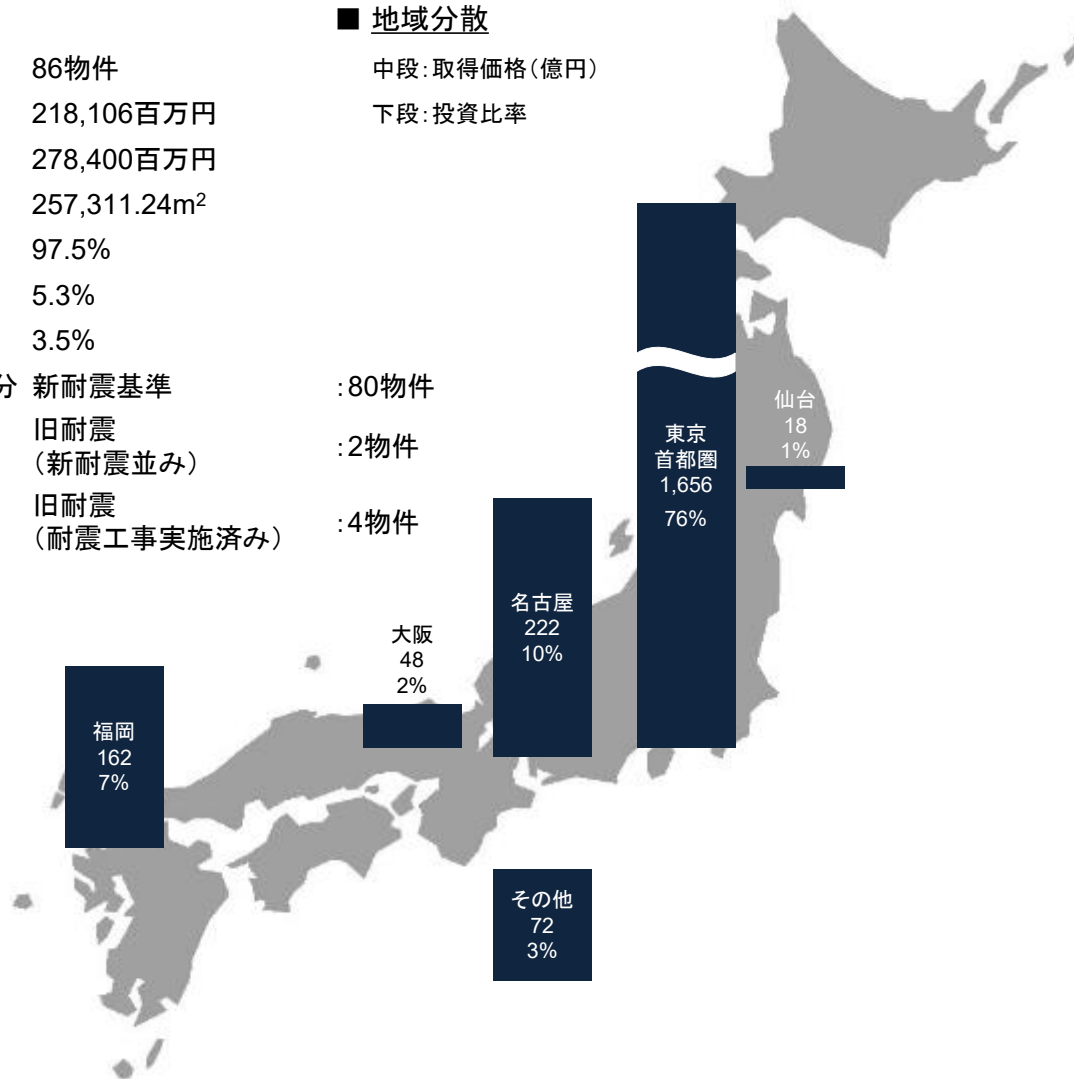 ■ 地域分散
86物件
中段：取得価格（億円）
218,106百万円
下段：投資比率
278,400百万円
257,311.24m²
97.5%
5.3%
3.5%
分 新耐震基準 ：80物件
旧耐震
（新耐震並み） ：2物件
旧耐震
（耐震工事実施済み） ：4物件
仙台
18
1%
東京
首都圏
1,656
76%
名古屋
222
10%
大阪
48
2%
福岡
162
7%
その他
72
3%